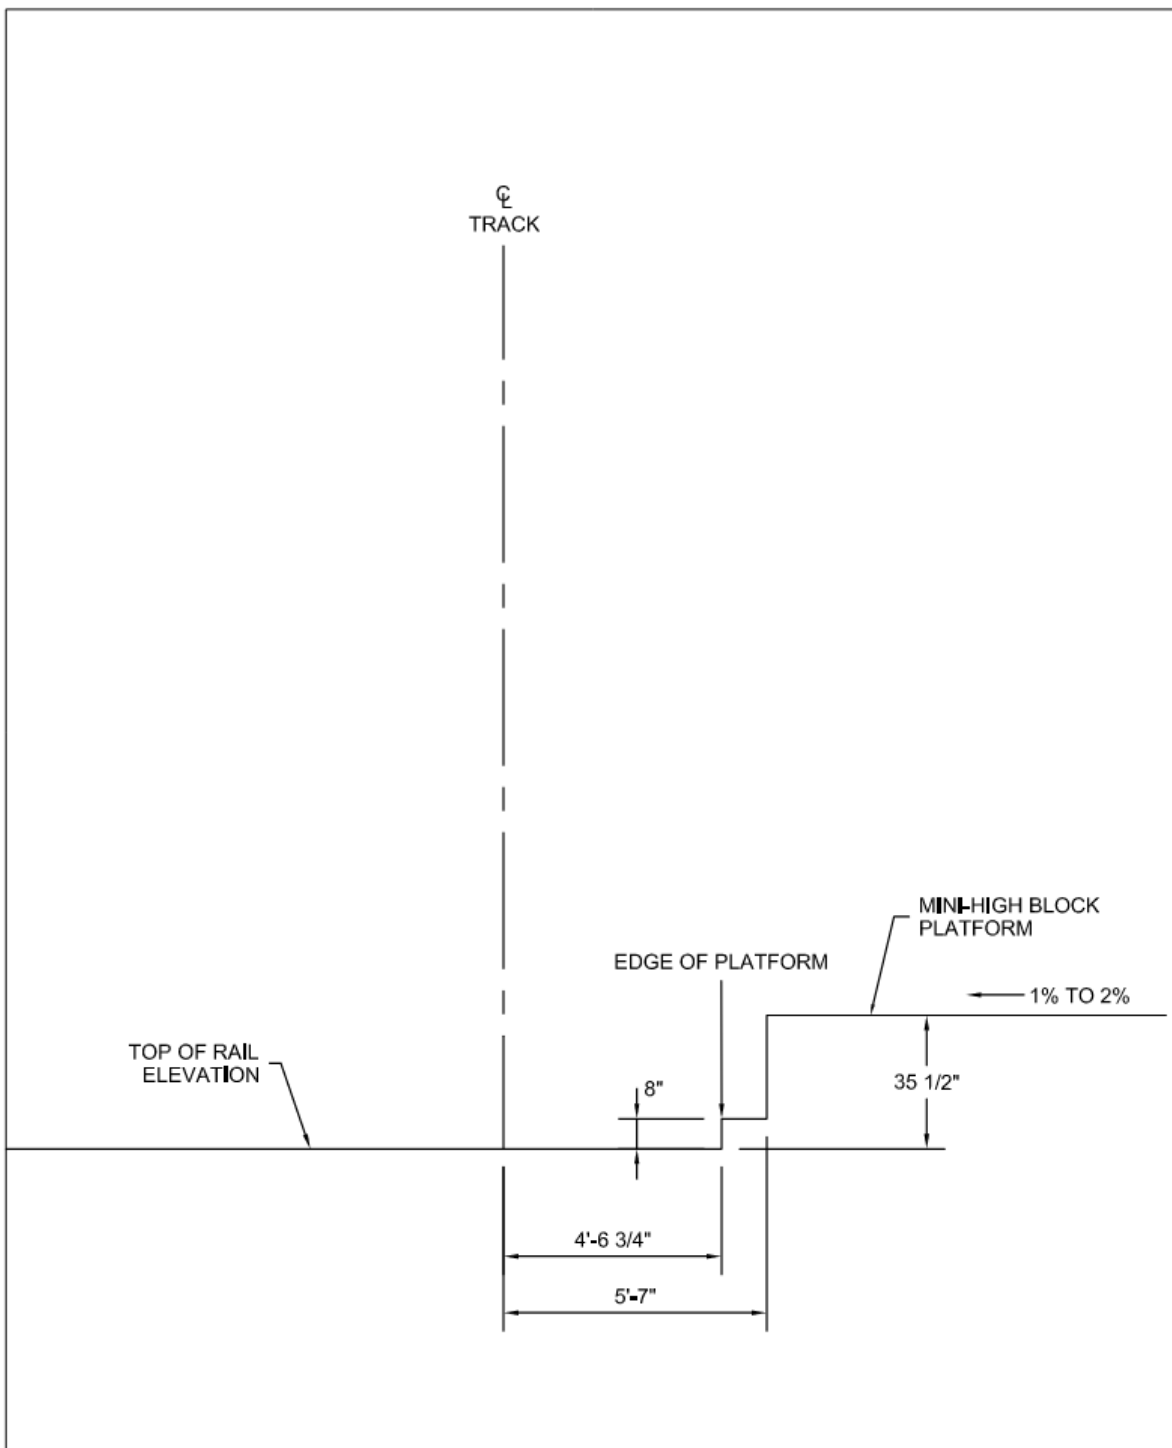 ℄
TRACK
MINI-HIGH BLOCK
PLATFORM
EDGE OF PLATFORM
1% TO 2%
TOP OF RAIL
ELEVATION
8"
35 1/2"
4'-6 3/4"
5'-7"